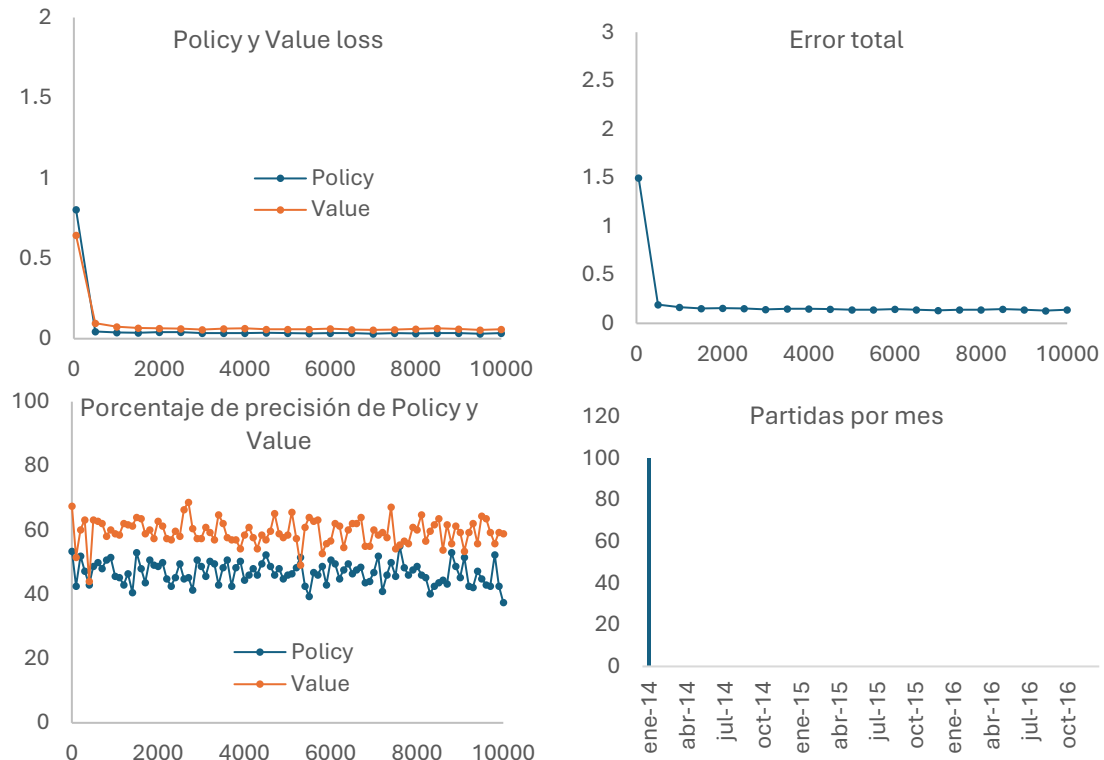 Policy y Value loss
2
1.5
1
0.5
0
Policy
Value
0 2000 4000 6000 8000 10000
Error total
3
2.5
2
1.5
1
0.5
0
0 2000 4000 6000 8000 10000
Porcentaje de precisión de Policy y
Value
100
80
60
40
20
0
Policy
Value
0 2000 4000 6000 8000 10000
Partidas por mes
120
100
80
60
40
20
0
ene-14
abr-14
jul-14
oct-14
ene-15
abr-15
jul-15
oct-15
ene-16
abr-16
jul-16
oct-16